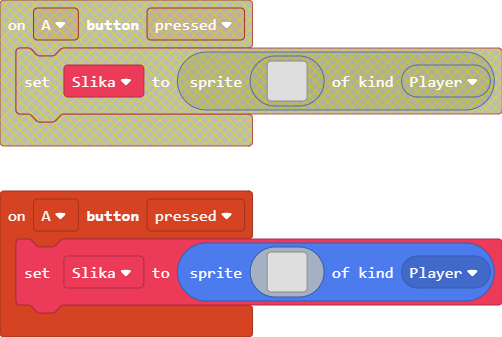 on A button pressed
set Slika to sprite of kind Player
on A button pressed
set Slika to sprite of kind Player